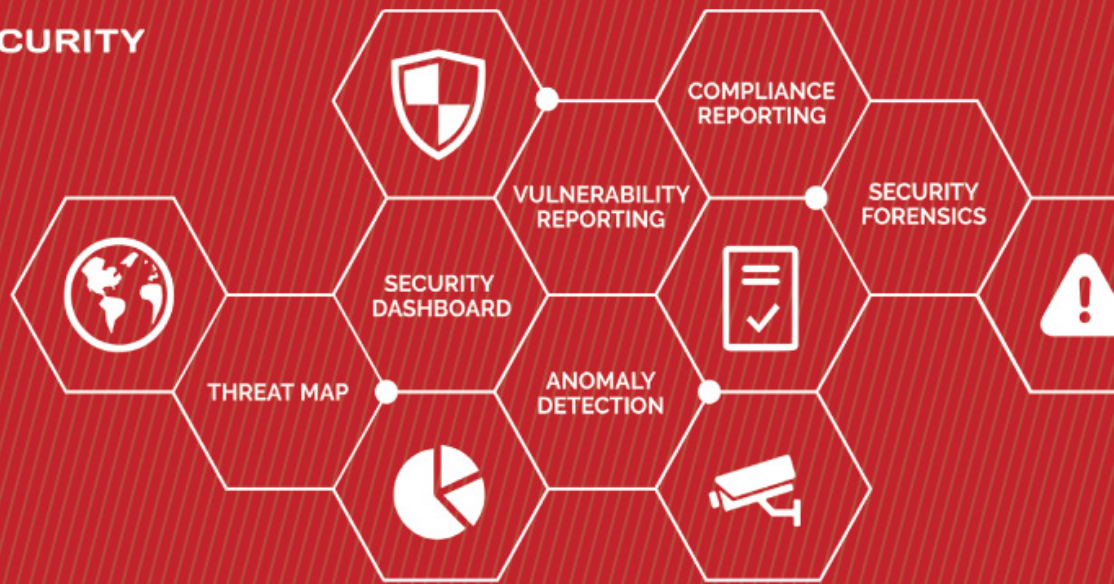 CURITY
COMPLIANCE
REPORTING
VULNERABILITY
REPORTING
SECURITY
FORENSICS
SECURITY
DASHBOARD
THREAT MAP
ANOMALY
DETECTION